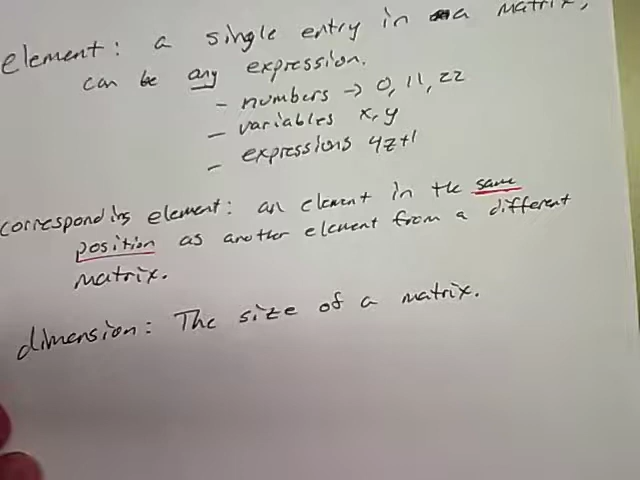 element: a single entry in a matrix,
can be any expression.
- numbers → 0, 11, 22
- variables x, y
- expressions 4z+1
corresponding element: an element in the same
position as another element from a different
matrix.
dimension: The size of a matrix.